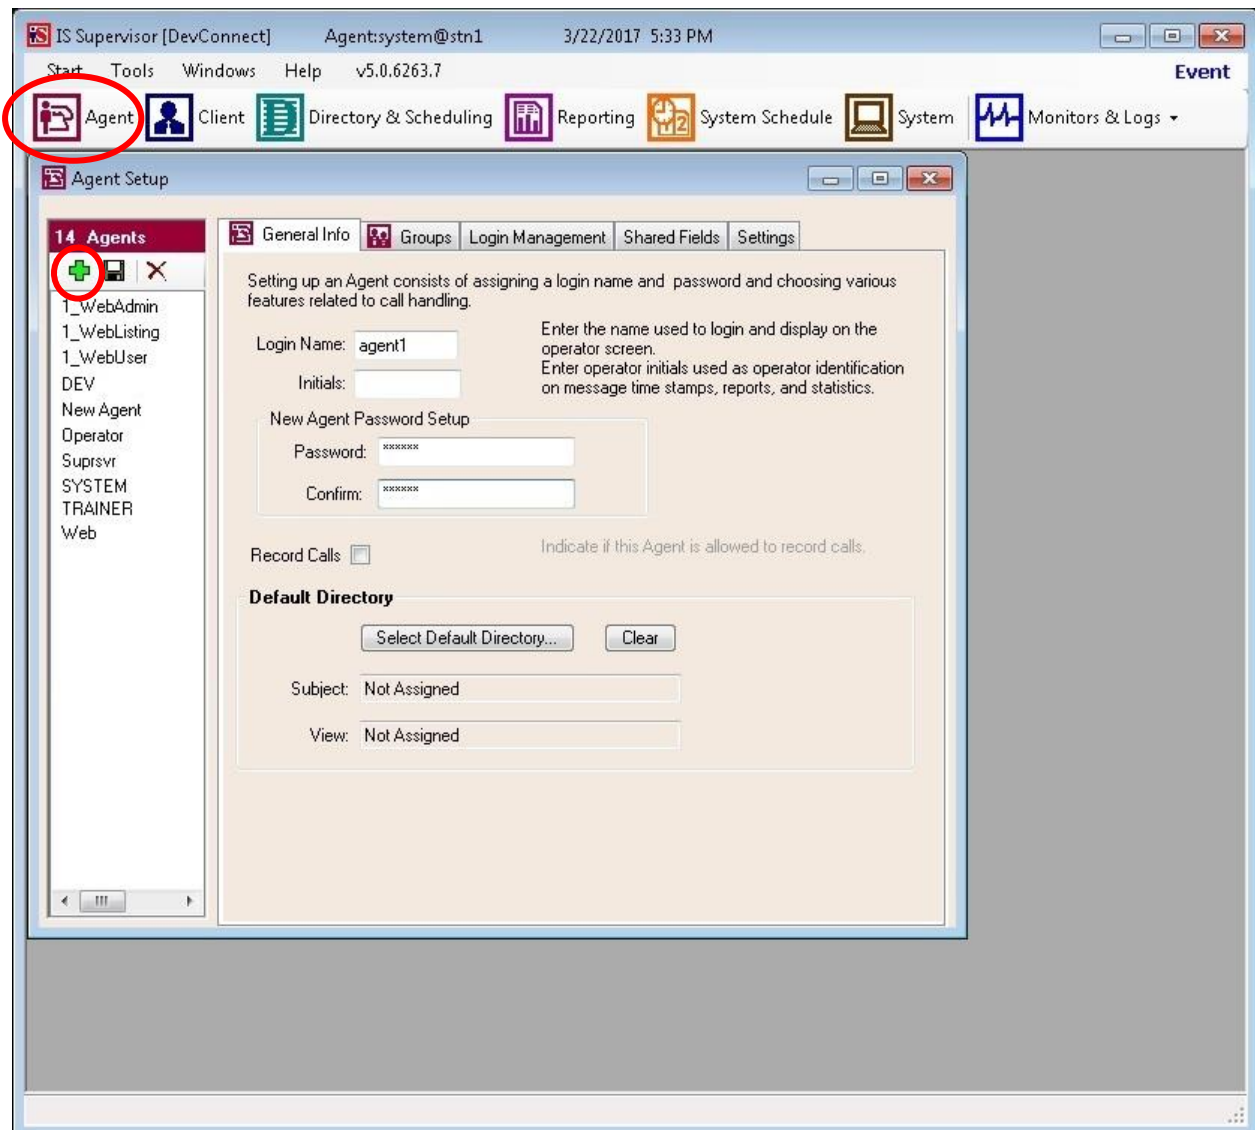 IS Supervisor [DevConnect] Agent:system@stn1 3/22/2017 5:33 PM
Start Tools Windows Help v5.0.6263.7 Event
Agent Client Directory & Scheduling Reporting System Schedule System Monitors & Logs
Agent Setup
14 Agents
1_WebAdmin
1_WebListing
1_WebUser
DEV
New Agent
Operator
Suprsvr
SYSTEM
TRAINER
Web
General Info Groups Login Management Shared Fields Settings
Setting up an Agent consists of assigning a login name and password and choosing various
features related to call handling.
Login Name: agent1
Enter the name used to login and display on the
operator screen.
Initials:
Enter operator initials used as operator identification
on message time stamps, reports, and statistics.
New Agent Password Setup
Password: ******
Confirm: ******
Record Calls
Indicate if this Agent is allowed to record calls.
Default Directory
Select Default Directory... Clear
Subject: Not Assigned
View: Not Assigned